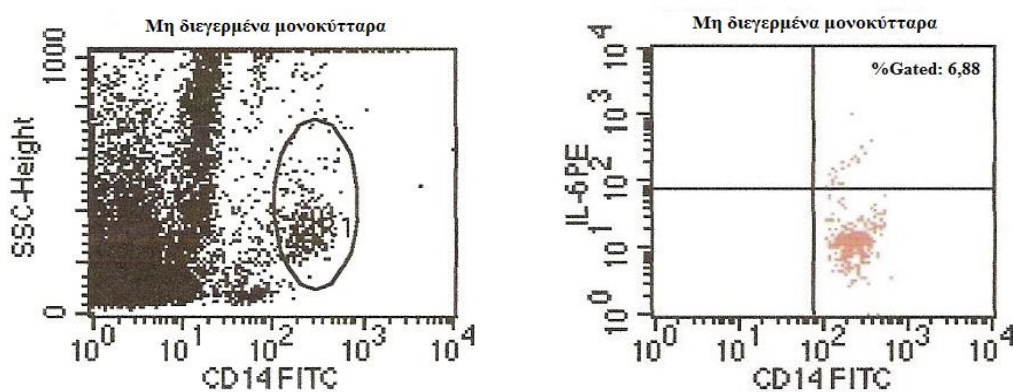 Μη διεγερμένα μονοκύτταρα
1000
SSC-Height
0
R1
10^0 10^1 10^2 10^3 10^4
CD14 FITC
Μη διεγερμένα μονοκύτταρα
%Gated: 6,88
10^4
10^3
10^2
10^1
10^0
IL-6PE
10^0 10^1 10^2 10^3 10^4
CD14 FITC